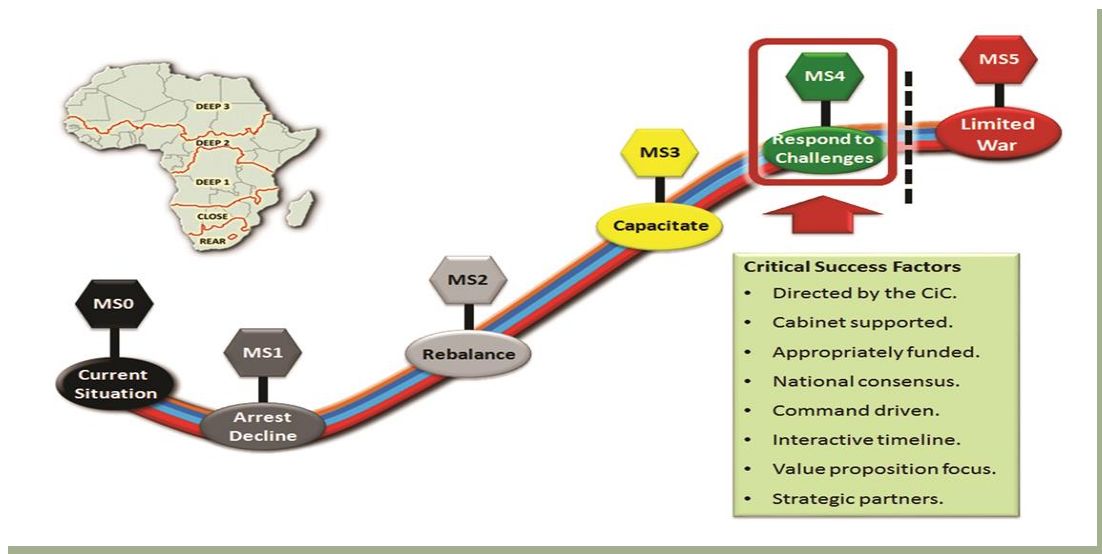 DEEP 3
DEEP 2
DEEP 1
CLOSE
REAR
MS0
Current
Situation
MS1
Arrest
Decline
MS2
Rebalance
MS3
Capacitate
MS4
Respond to
Challenges
MS5
Limited
War
Critical Success Factors
• Directed by the CiC.
• Cabinet supported.
• Appropriately funded.
• National consensus.
• Command driven.
• Interactive timeline.
• Value proposition focus.
• Strategic partners.